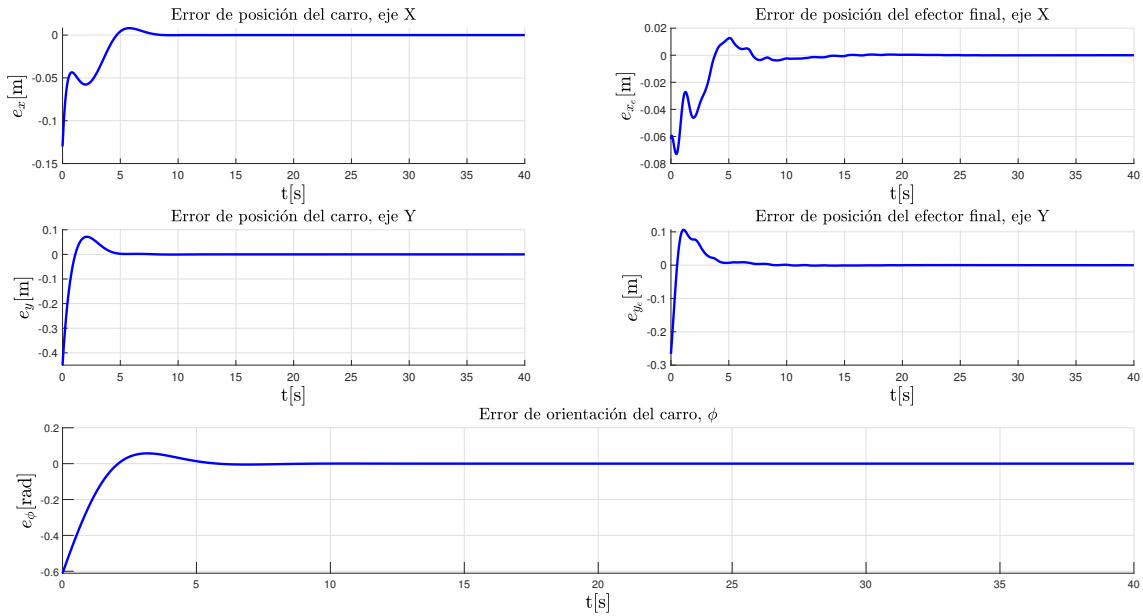 Error de posición del carro, eje X
0
-0.05
-0.1
-0.15
e_x[m]
0 5 10 15 20 25 30 35 40
t[s]
Error de posición del efector final, eje X
0.02
0
-0.02
-0.04
-0.06
-0.08
e_{x_e}[m]
0 5 10 15 20 25 30 35 40
t[s]
Error de posición del carro, eje Y
0.1
0
-0.1
-0.2
-0.3
-0.4
e_y[m]
0 5 10 15 20 25 30 35 40
t[s]
Error de posición del efector final, eje Y
0.1
0
-0.1
-0.2
-0.3
e_{y_e}[m]
0 5 10 15 20 25 30 35 40
t[s]
Error de orientación del carro, ϕ
0.2
0
-0.2
-0.4
-0.6
e_ϕ[rad]
0 5 10 15 20 25 30 35 40
t[s]